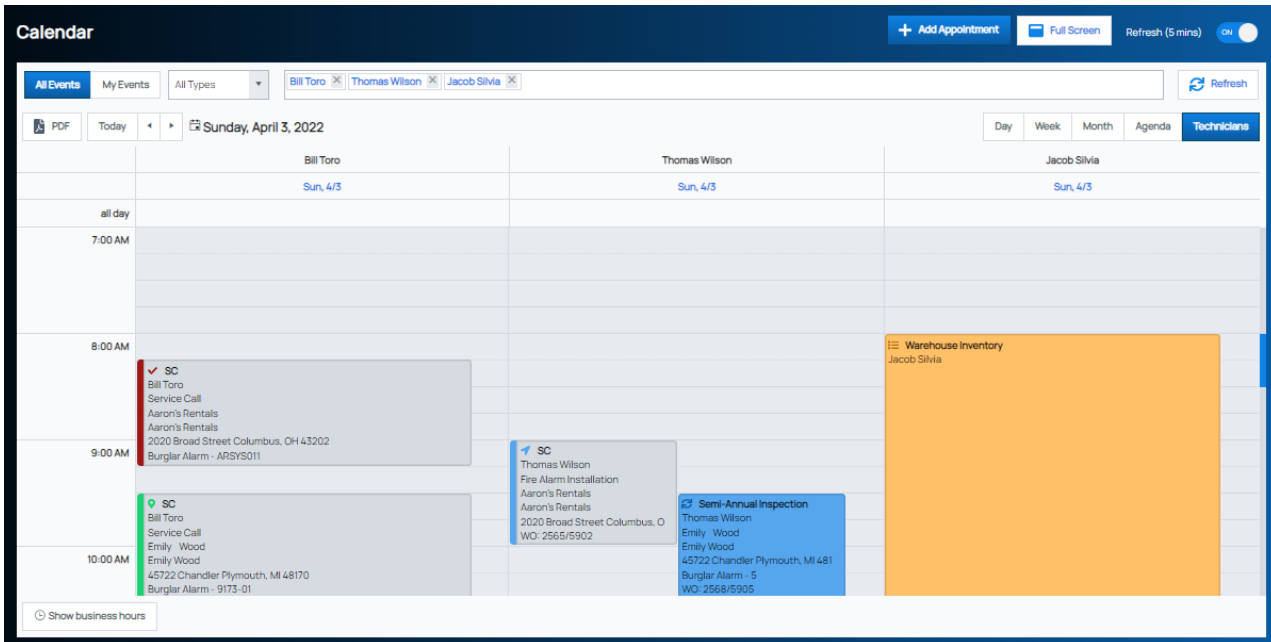 Calendar
Add Appointment
Full Screen
Refresh (5 mins)
ON
All Events
My Events
All Types
Bill Toro
Thomas Wilson
Jacob Silvia
Refresh
PDF
Today
Sunday, April 3, 2022
Day
Week
Month
Agenda
Technicians
Bill Toro
Thomas Wilson
Jacob Silvia
Sun, 4/3
Sun, 4/3
Sun, 4/3
all day
7:00 AM
8:00 AM
9:00 AM
10:00 AM
SC
Bill Toro
Service Call
Aaron's Rentals
Aaron's Rentals
2020 Broad Street Columbus, OH 43202
Burglar Alarm - ARSYS011
SC
Bill Toro
Service Call
Emily Wood
Emily Wood
45722 Chandler Plymouth, MI 48170
Burglar Alarm - 9173-01
SC
Thomas Wilson
Fire Alarm Installation
Aaron's Rentals
Aaron's Rentals
2020 Broad Street Columbus, O
WO: 2565/5902
Semi-Annual Inspection
Thomas Wilson
Emily Wood
Emily Wood
45722 Chandler Plymouth, MI 481
Burglar Alarm - 5
WO: 2568/5905
Warehouse Inventory
Jacob Silvia
Show business hours